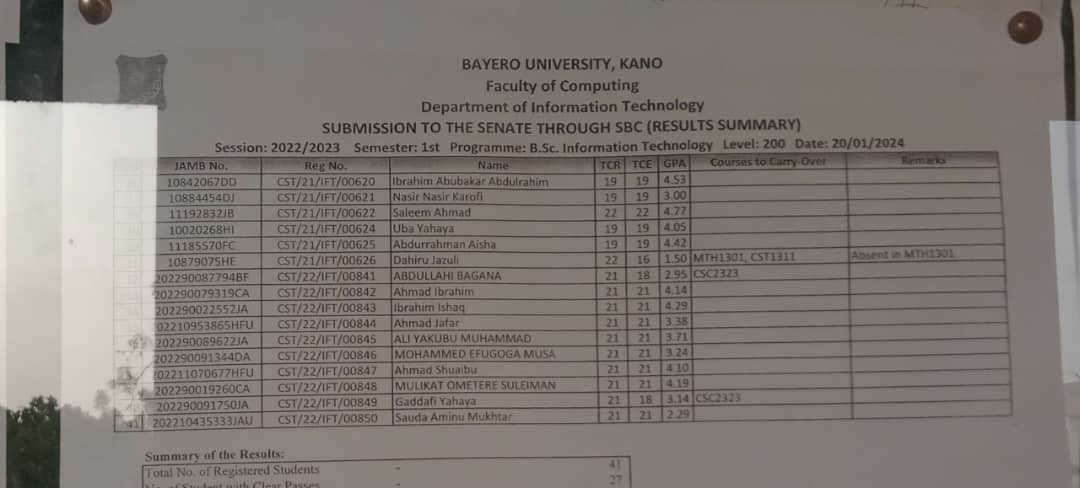 BAYERO UNIVERSITY, KANO
Faculty of Computing
Department of Information Technology
SUBMISSION TO THE SENATE THROUGH SBC (RESULTS SUMMARY)
Session: 2022/2023 Semester: 1st Programme: B.Sc. Information Technology Level: 200 Date: 20/01/2024
JAMB No. Reg No. Name TCR TCE GPA Courses to Carry-Over Remarks
10842067DD CST/21/IFT/00620 Ibrahim Abubakar Abdulrahim 19 19 4.53
10884454DJ CST/21/IFT/00621 Nasir Nasir Karofi 19 19 3.00
11192832JB CST/21/IFT/00622 Saleem Ahmad 22 22 4.77
10020268HI CST/21/IFT/00624 Uba Yahaya 19 19 4.05
11185570FC CST/21/IFT/00625 Abdurrahman Aisha 19 19 4.42
10879075HE CST/21/IFT/00626 Dahiru Jazuli 22 16 1.50 MTH1301, CST1311 Absent in MTH1301
202290087794BF CST/22/IFT/00841 ABDULLAHI BAGANA 21 18 2.95 CSC2323
202290079319CA CST/22/IFT/00842 Ahmad Ibrahim 21 21 4.14
202290022552JA CST/22/IFT/00843 Ibrahim Ishaq 21 21 4.29
02210953865HFU CST/22/IFT/00844 Ahmad Jafar 21 21 3.38
202290089622JA CST/22/IFT/00845 ALI YAKUBU MUHAMMAD 21 21 3.71
202290091344DA CST/22/IFT/00846 MOHAMMED EFUGOGA MUSA 21 21 3.24
202211070677HFU CST/22/IFT/00847 Ahmad Shuaibu 21 21 4.10
202290019260CA CST/22/IFT/00848 MULIKAT OMETERE SULEIMAN 21 21 4.19
202290091750JA CST/22/IFT/00849 Gaddafi Yahaya 21 18 3.14 CSC2323
41 202210435333JAU CST/22/IFT/00850 Sauda Aminu Mukhtar 21 21 2.29
Summary of the Results:
Total No. of Registered Students - 41
No. of Student with Clear Passes - 27